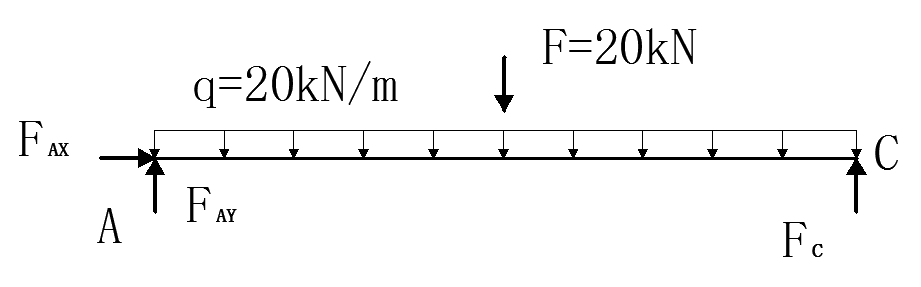 F=20kN
q=20kN/m
FAX
C
A
FAY
FC